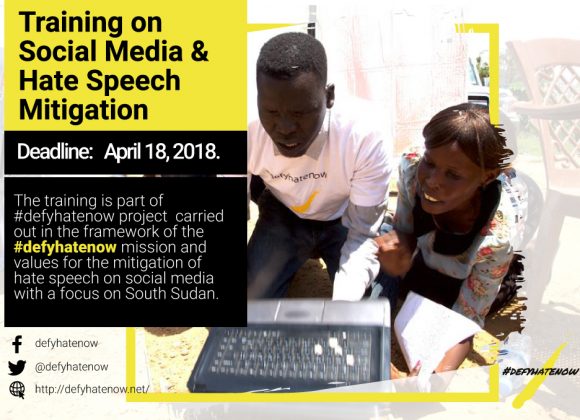 Training on
Social Media &
Hate Speech
Mitigation
Deadline: April 18, 2018.
The training is part of
#defyhatenow project carried
out in the framework of the
#defyhatenow mission and
values for the mitigation of
hate speech on social media
with a focus on South Sudan.
defyhatenow
@defyhatenow
http://defyhatenow.net/
defyhatenow
#DEFYHATENOW